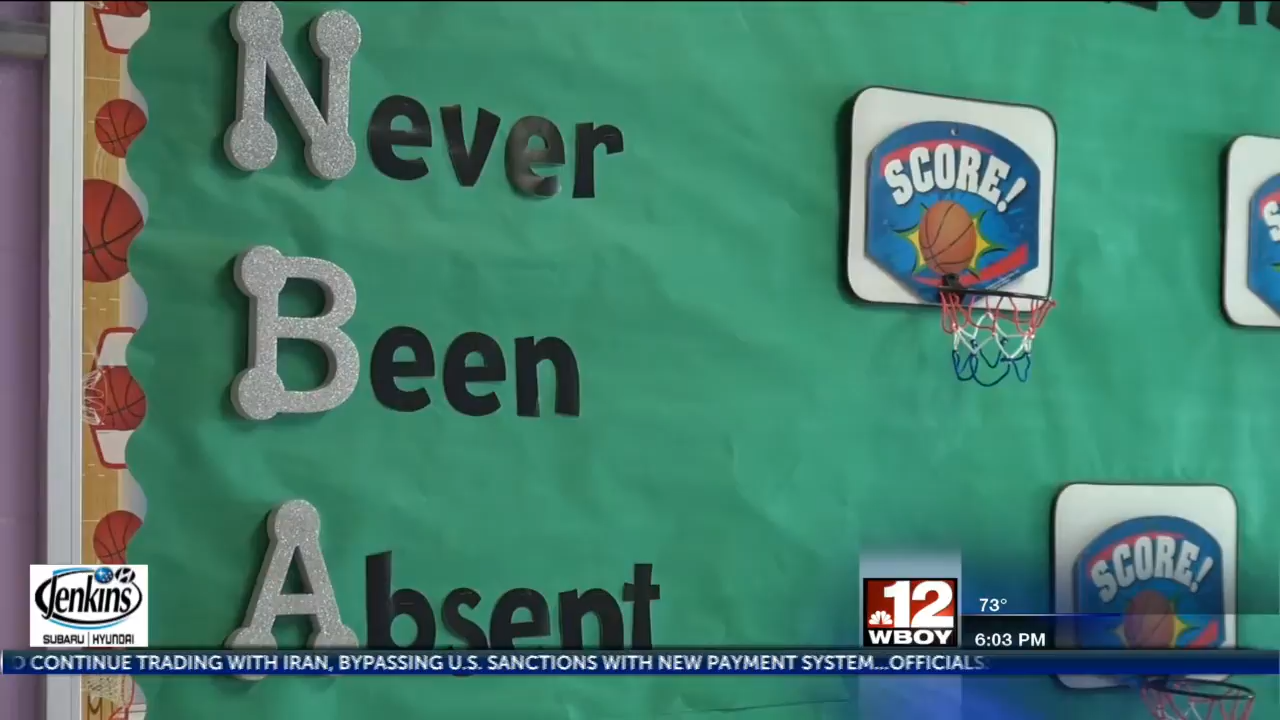 Never
Been
Absent
SCORE!
SCORE!
Jenkins
SUBARU | HYUNDAI
12
WBOY
73°
6:03 PM
CONTINUE TRADING WITH IRAN, BYPASSING U.S. SANCTIONS WITH NEW PAYMENT SYSTEM...OFFICIALS